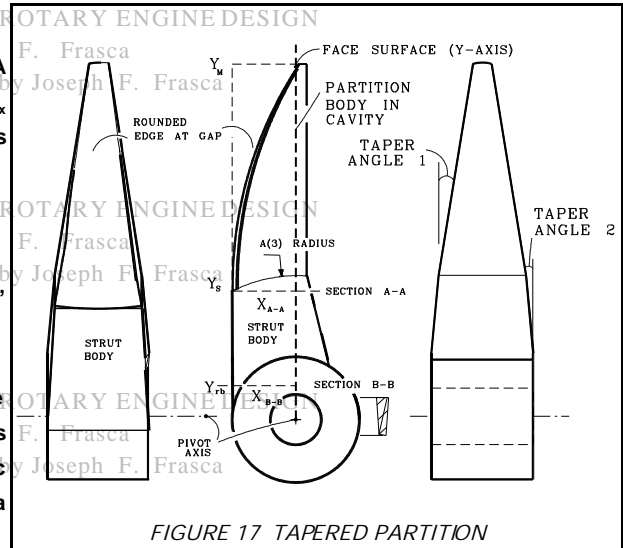 ROTARY ENGINE DESIGN
F. Frasca
by Joseph F. Frasca
A
x
s
FACE SURFACE (Y-AXIS)
Y M
PARTITION
BODY IN
CAVITY
ROUNDED
EDGE AT GAP
TAPER
ANGLE 1
TAPER
ANGLE 2
ROTARY ENGINE DESIGN
F. Frasca
by Joseph F. Frasca
,
A(3) RADIUS
Y S
SECTION A-A
X A-A
STRUT
BODY
STRUT
BODY
Y rb
SECTION B-B
X B-B
ROTARY ENGINE DESIGN
F. Frasca
by Joseph F. Frasca
e
s
c
a
PIVOT
AXIS
FIGURE 17 TAPERED PARTITION